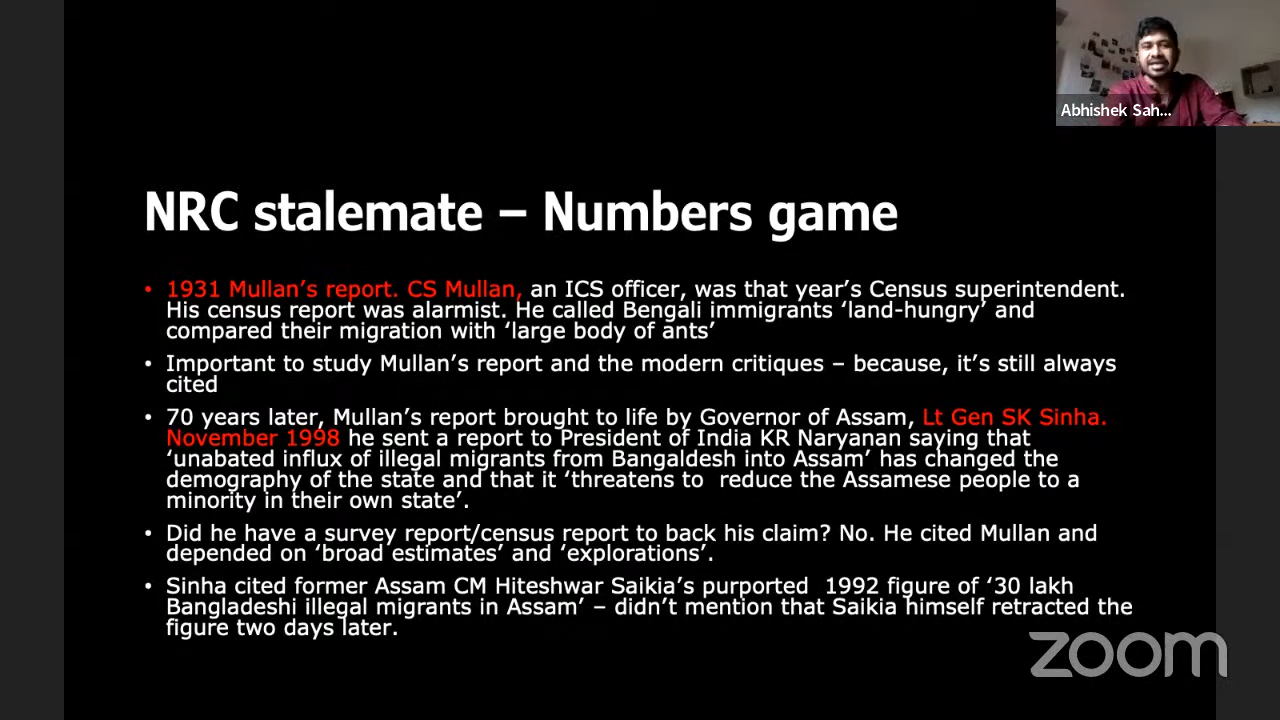 Abhishek Sah...
NRC stalemate – Numbers game
• 1931 Mullan's report. CS Mullan, an ICS officer, was that year's Census superintendent.
His census report was alarmist. He called Bengali immigrants 'land-hungry' and
compared their migration with 'large body of ants'
• Important to study Mullan's report and the modern critiques – because, it's still always
cited
• 70 years later, Mullan's report brought to life by Governor of Assam, Lt Gen SK Sinha.
November 1998 he sent a report to President of India KR Naryanan saying that
'unabated influx of illegal migrants from Bangaldesh into Assam' has changed the
demography of the state and that it 'threatens to  reduce the Assamese people to a
minority in their own state'.
• Did he have a survey report/census report to back his claim? No. He cited Mullan and
depended on 'broad estimates' and 'explorations'.
• Sinha cited former Assam CM Hiteshwar Saikia's purported  1992 figure of '30 lakh
Bangladeshi illegal migrants in Assam' – didn't mention that Saikia himself retracted the
figure two days later.
zoom